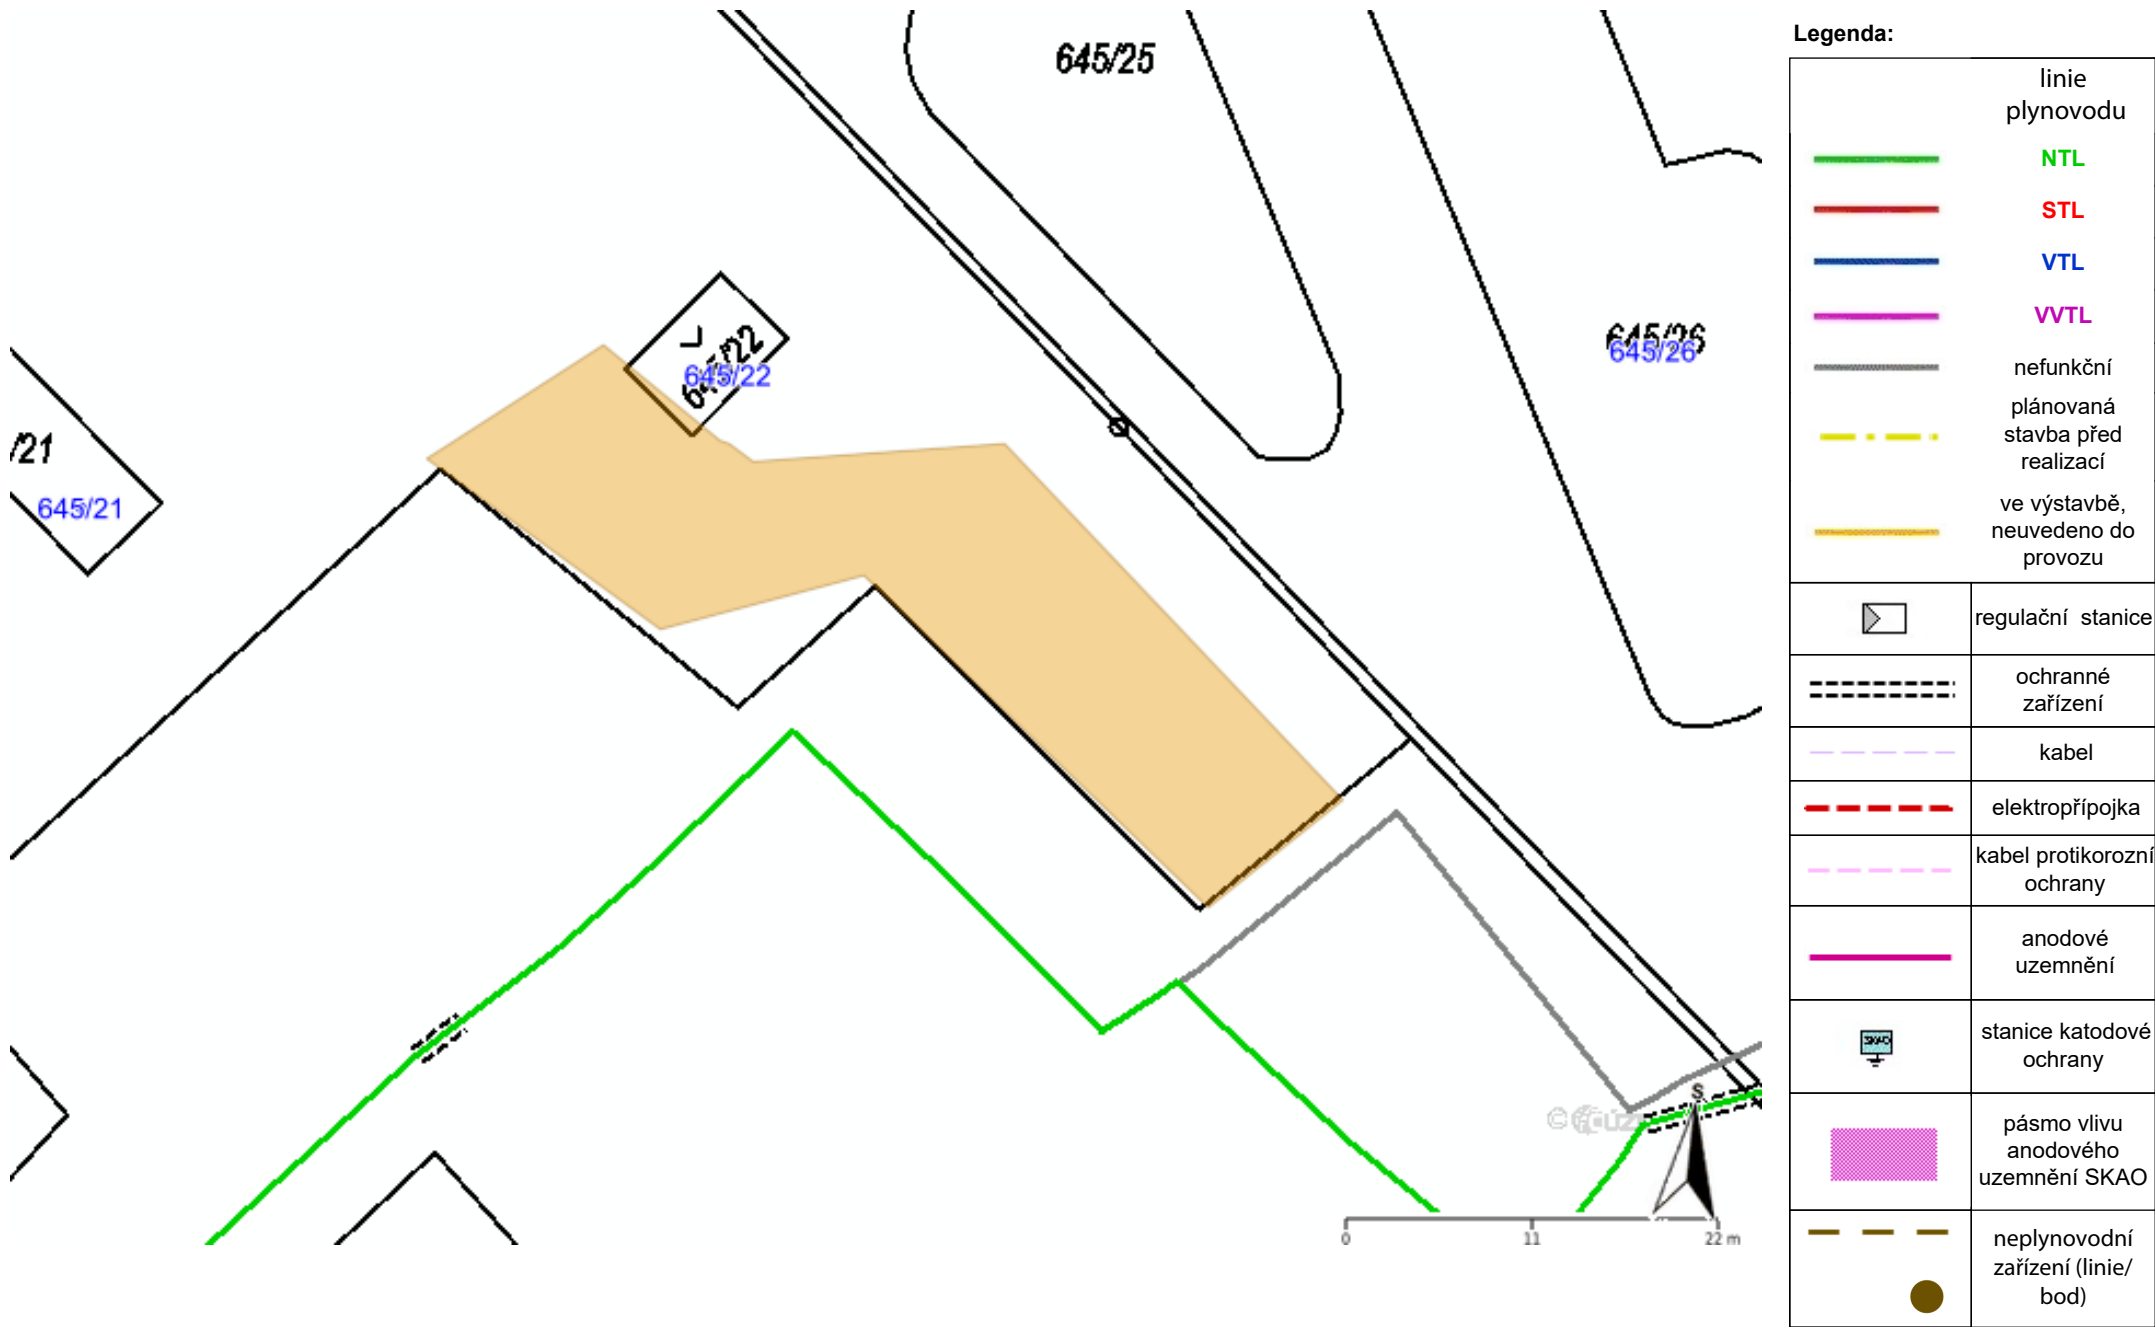 645/25
645/26
645/26
645/22
645/22
/21
645/21
©
S
0
11
22 m
Legenda:
linie
plynovodu
NTL
STL
VTL
VVTL
nefunkční
plánovaná
stavba před
realizací
ve výstavbě,
neuvedeno do
provozu
regulační stanice
ochranné
zařízení
kabel
elektropřípojka
kabel protikorozní
ochrany
anodové
uzemnění
SKAO
stanice katodové
ochrany
pásmo vlivu
anodového
uzemnění SKAO
neplynovodní
zařízení (linie/
bod)